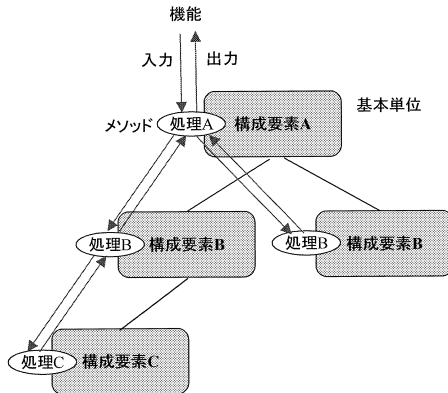 機能
入力
出力
基本単位
メソッド
処理A
構成要素A
処理B
構成要素B
処理B
構成要素B
処理C
構成要素C